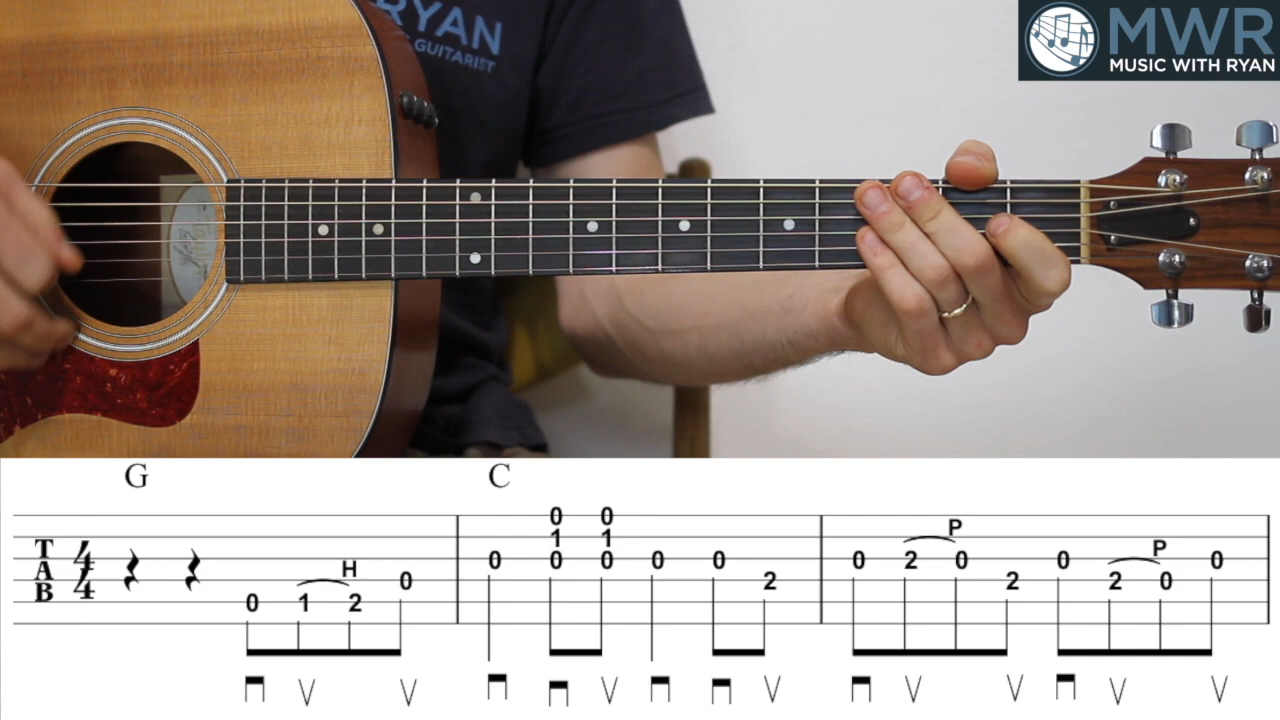 RYAN
GUITARIST
MWR
MUSIC WITH RYAN
G C
0 0
P
1 1
T 4 P
0 0 0 0 0 0 2 0 0 0
A H
4 0 2 2 2 0
B 0 1 2